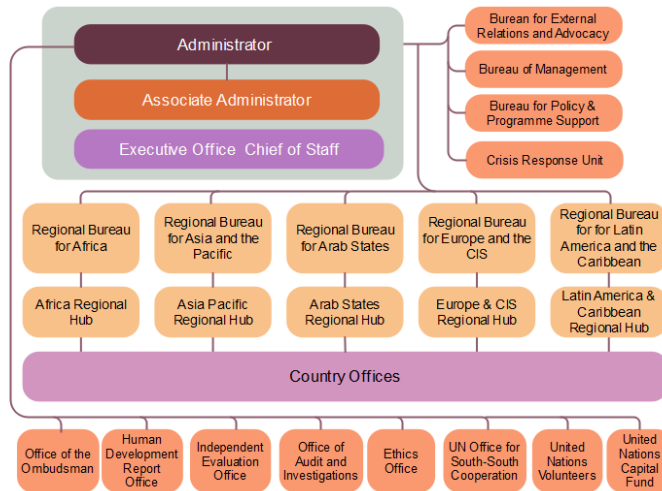 Administrator
Associate Administrator
Executive Office Chief of Staff
Burean for External
Relations and Advocacy
Bureau of Management
Bureau for Policy &
Programme Support
Crisis Response Unit
Regional Bureau
for Africa
Regional Bureau
for Asia and the
Pacific
Regional Bureau
for Arab States
Regional Bureau
for Europe and the
CIS
Regional Bureau
for for Latin
America and the
Caribbean
Africa Regional
Hub
Asia Pacific
Regional Hub
Arab States
Regional Hub
Europe & CIS
Regional Hub
Latin America &
Caribbean
Regional Hub
Country Offices
Office of the
Ombudsman
Human
Development
Report
Office
Independent
Evaluation
Office
Office of
Audit and
Investigations
Ethics
Office
UN Office for
South-South
Cooperation
United
Nations
Volunteers
United
Nations
Capital
Fund